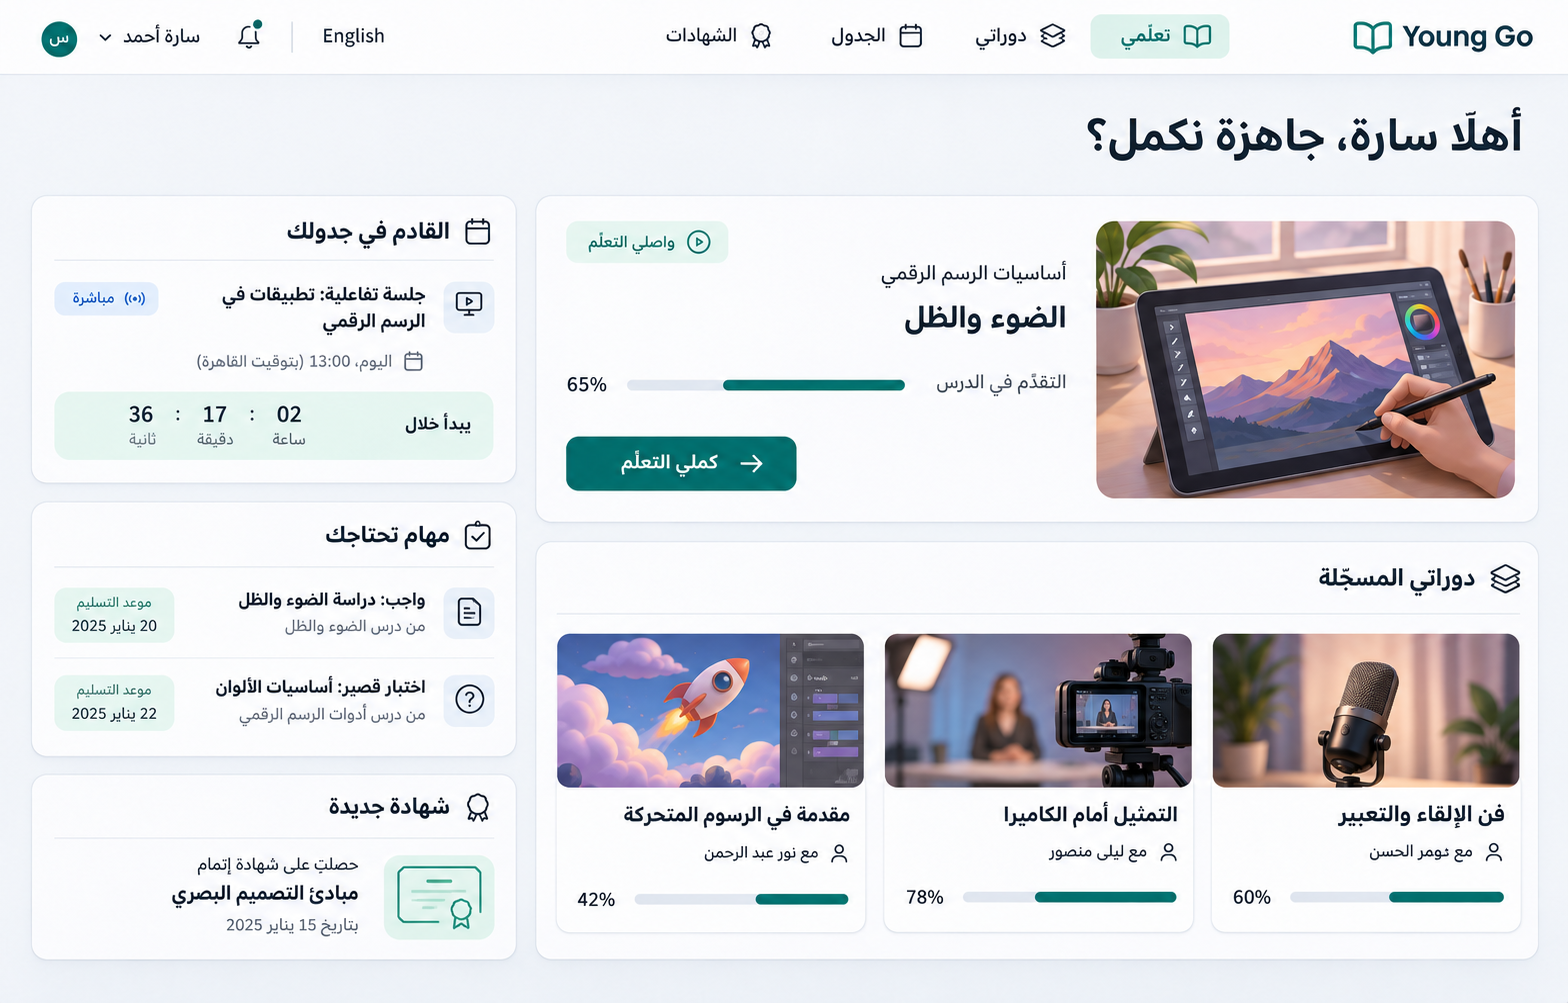 Young Go
تعلّمي
دوراتي
الجدول
الشهادات
English
سارة أحمد
س
أهلًا سارة، جاهزة نكمل؟
واصلي التعلّم
أساسيات الرسم الرقمي
الضوء والظل
التقدّم في الدرس
65%
كملي التعلّم
دوراتي المسجّلة
فن الإلقاء والتعبير
مع ئومر الحسن
60%
التمثيل أمام الكاميرا
مع ليلى منصور
78%
مقدمة في الرسوم المتحركة
مع نور عبد الرحمن
42%
القادم في جدولك
جلسة تفاعلية: تطبيقات في
الرسم الرقمي
مباشرة
اليوم، 13:00 (بتوقيت القاهرة)
يبدأ خلال
02 : 17 : 36
ساعة دقيقة ثانية
مهام تحتاجك
واجب: دراسة الضوء والظل
من درس الضوء والظل
موعد التسليم
20 يناير 2025
اختبار قصير: أساسيات الألوان
من درس أدوات الرسم الرقمي
موعد التسليم
22 يناير 2025
شهادة جديدة
حصلتِ على شهادة إتمام
مبادئ التصميم البصري
بتاريخ 15 يناير 2025